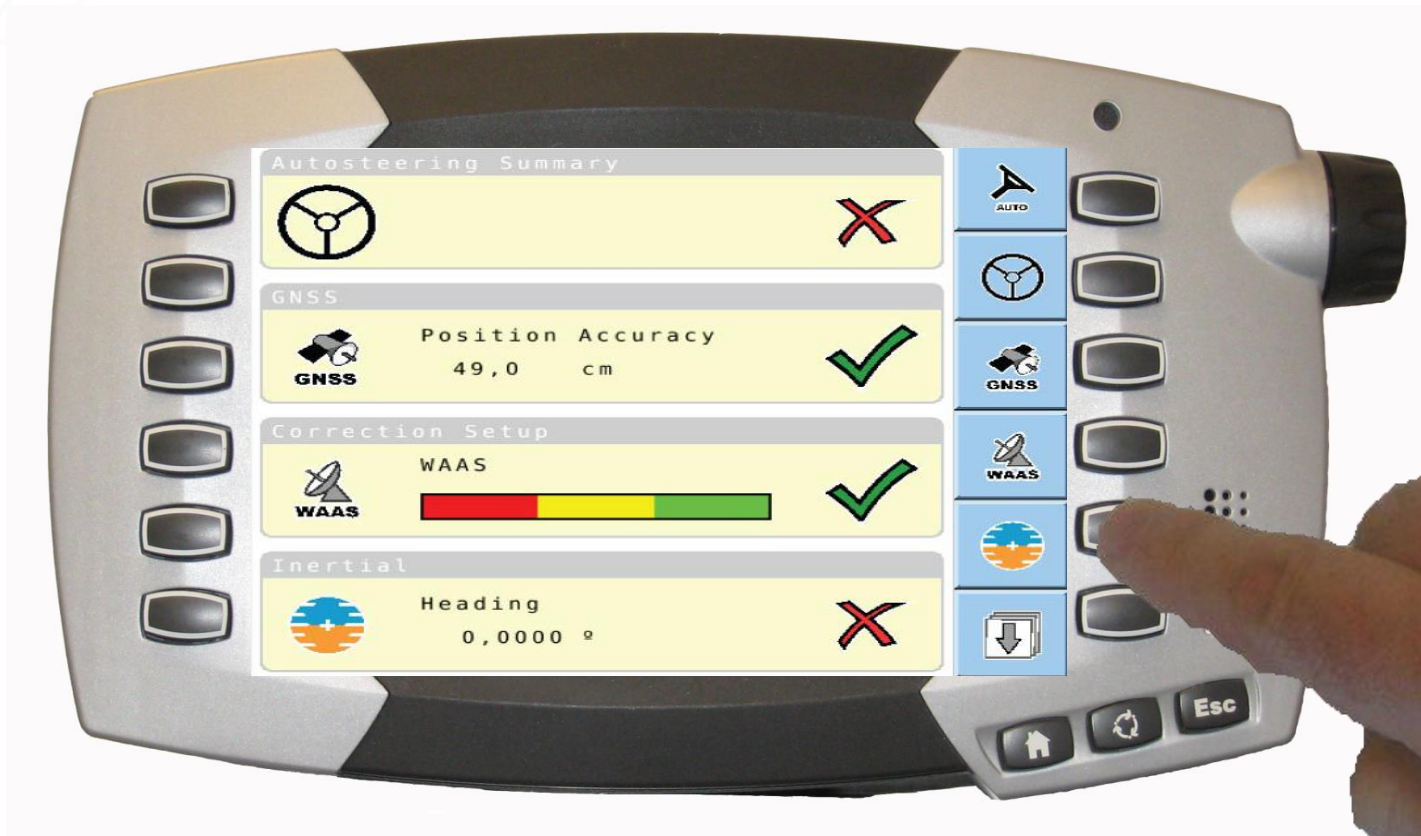 Autosteering Summary
AUTO
GNSS
Position Accuracy
49,0 cm
GNSS
GNSS
Correction Setup
WAAS
WAAS
WAAS
Inertial
Heading
0,0000 º
Esc